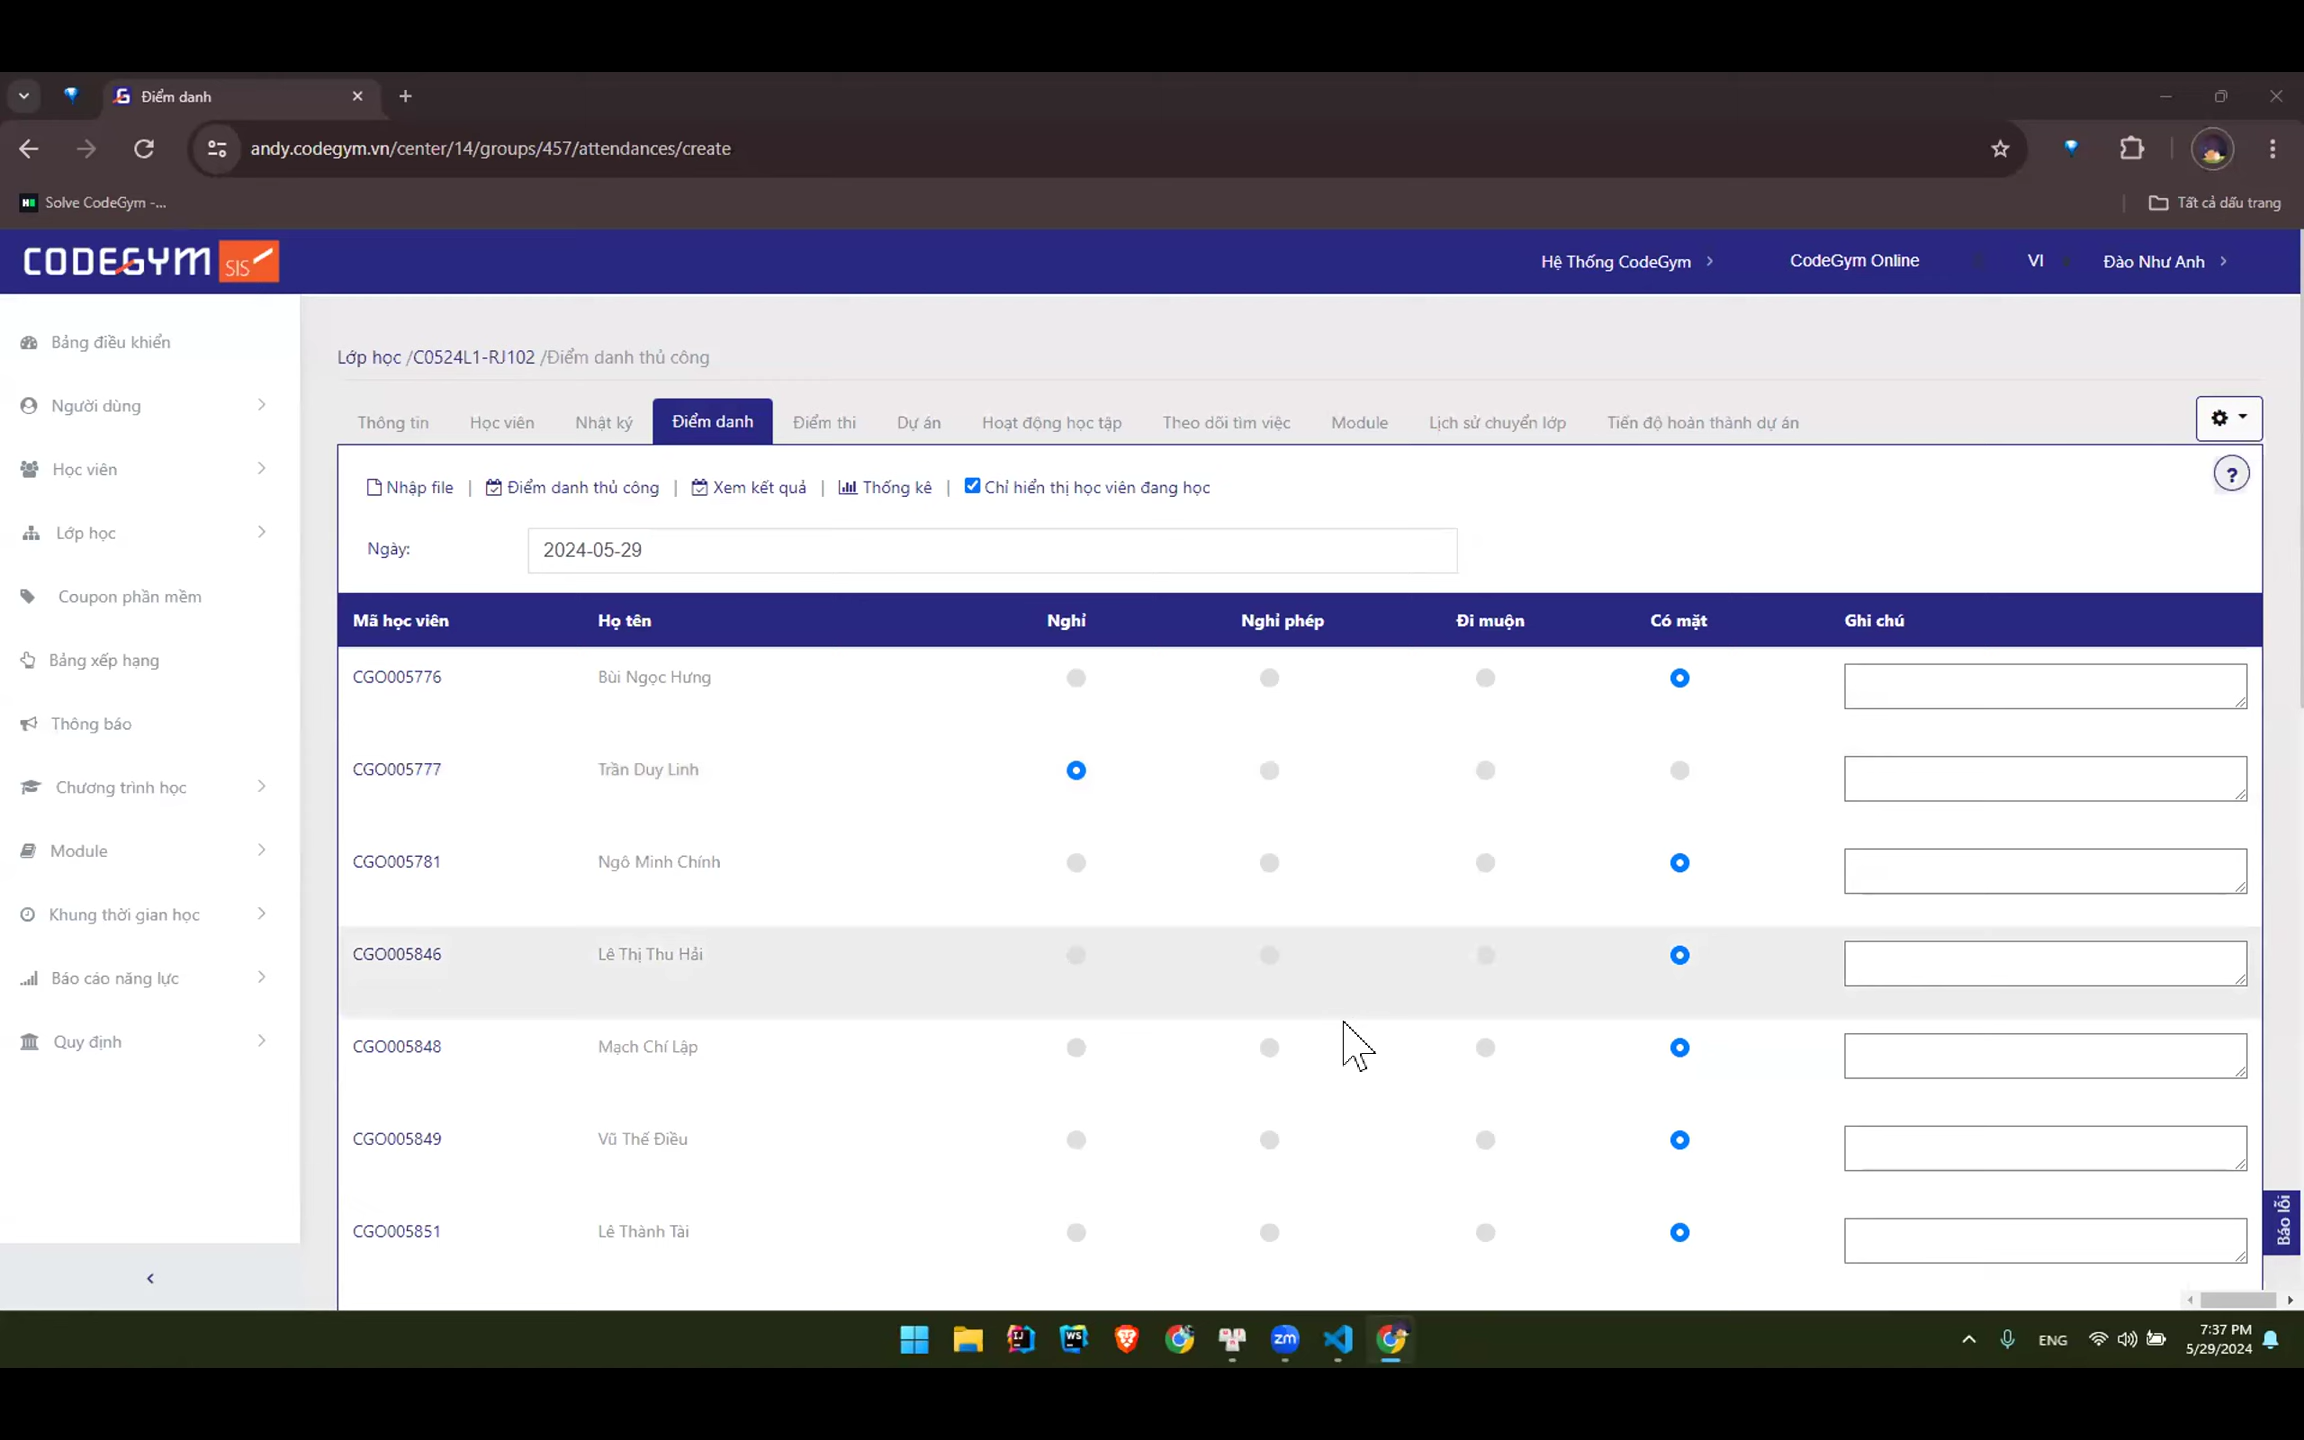 Điểm danh
andy.codegym.vn/center/14/groups/457/attendances/create
Solve CodeGym -...
Tất cả dấu trang
CODEGYM SIS
Hệ Thống CodeGym
CodeGym Online
VI
Đào Như Anh
Bảng điều khiển
Người dùng
Học viên
Lớp học
Coupon phần mềm
Bảng xếp hạng
Thông báo
Chương trình học
Module
Khung thời gian học
Báo cáo năng lực
Quy định
Lớp học /C0524L1-RJ102 /Điểm danh thủ công
Thông tin Học viên Nhật ký Điểm danh Điểm thi Dự án Hoạt động học tập Theo dõi tìm việc Module Lịch sử chuyển lớp Tiến độ hoàn thành dự án
Nhập file | Điểm danh thủ công | Xem kết quả | Thống kê | Chỉ hiển thị học viên đang học
?
Ngày: 2024-05-29
Mã học viên Họ tên Nghỉ Nghỉ phép Đi muộn Có mặt Ghi chú
CGO005776 Bùi Ngọc Hưng
CGO005777 Trần Duy Linh
CGO005781 Ngô Minh Chính
CGO005846 Lê Thị Thu Hải
CGO005848 Mạch Chí Lập
CGO005849 Vũ Thế Điều
CGO005851 Lê Thành Tài
Báo lỗi
IJ
WS
zm
ENG
7:37 PM
5/29/2024